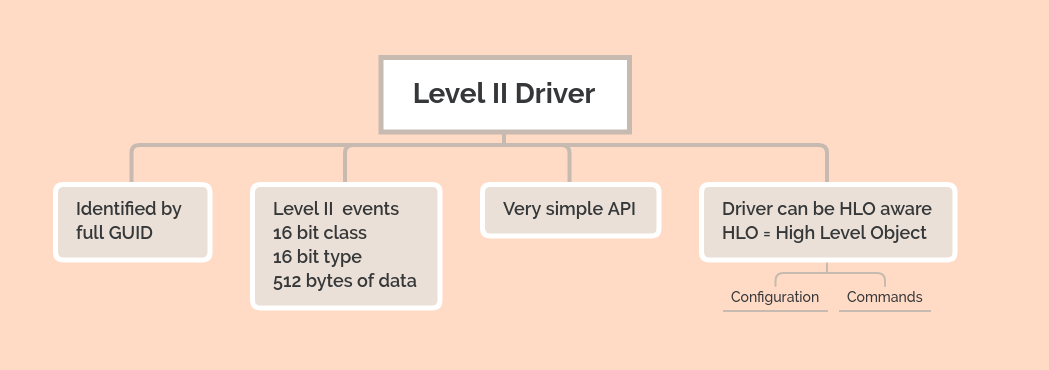 Level II Driver
Identified by
full GUID
Level II  events
16 bit class
16 bit type
512 bytes of data
Very simple API
Driver can be HLO aware
HLO = High Level Object
Configuration
Commands